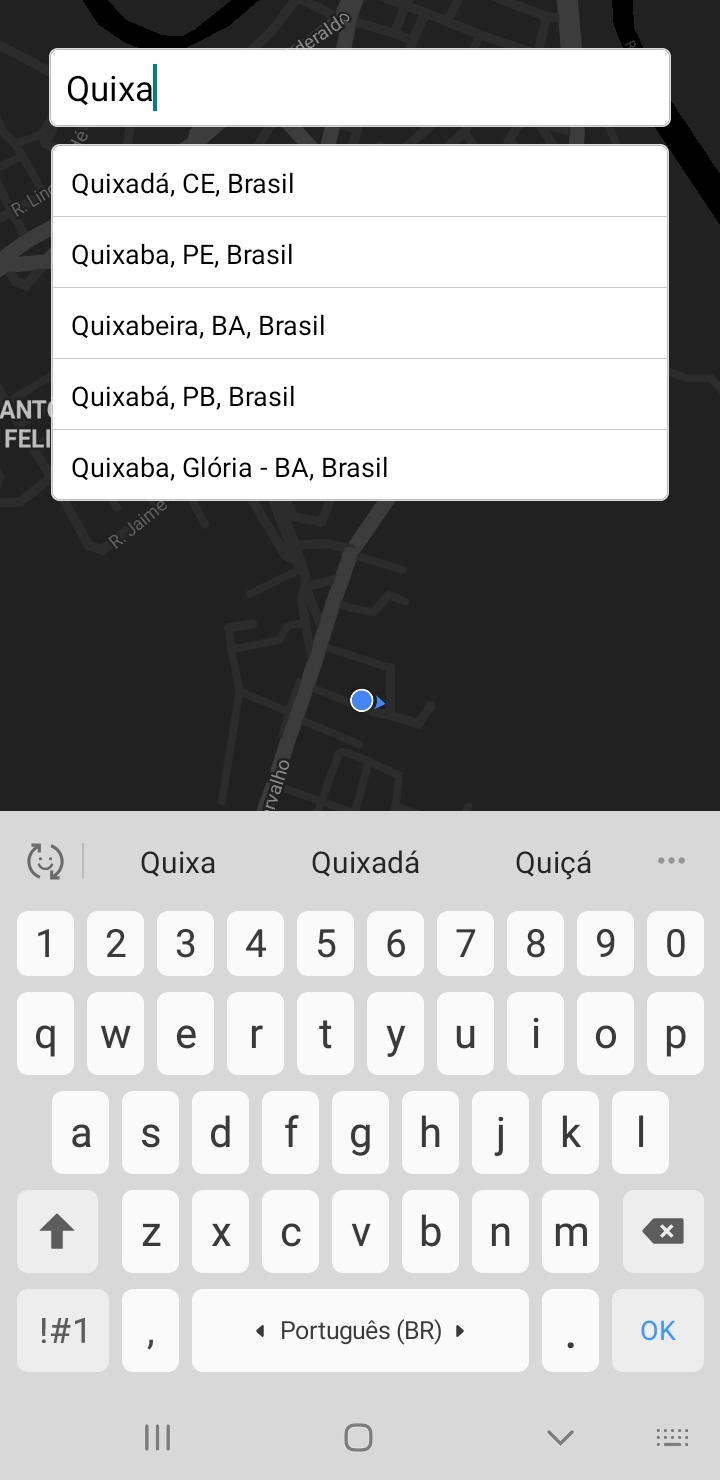 deraldo
Quixa
R. Lin
Quixadá, CE, Brasil
Quixaba, PE, Brasil
Quixabeira, BA, Brasil
Quixabá, PB, Brasil
Quixaba, Glória - BA, Brasil
ANTO
FELI
R. Jaime
rvalho
Quixa Quixadá Quiçá
1 2 3 4 5 6 7 8 9 0
q w e r t y u i o p
a s d f g h j k l
z x c v b n m
!#1 , Português (BR) . OK